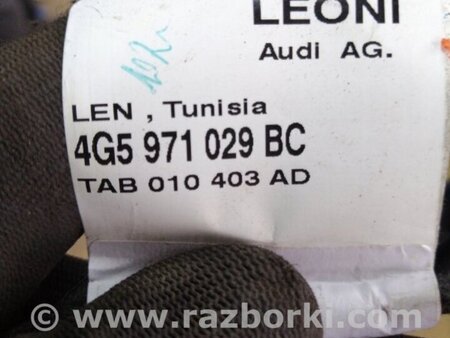 LEONI
Audi AG.
LEN , Tunisia
4G5 971 029 BC
TAB 010 403 AD
© www.razborki.com